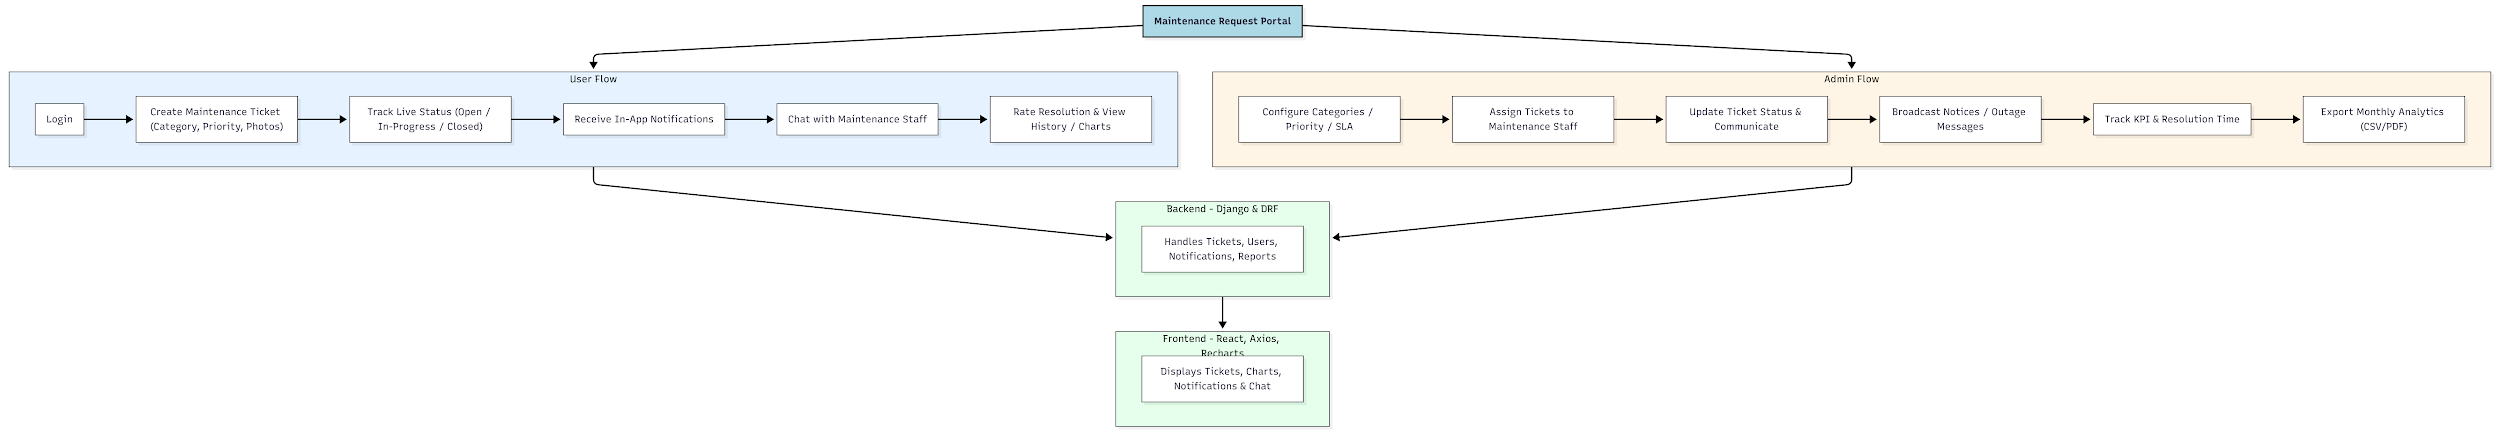 Maintenance Request Portal
User Flow
Login
Create Maintenance Ticket
(Category, Priority, Photos)
Track Live Status (Open /
In-Progress / Closed)
Receive In-App Notifications
Chat with Maintenance Staff
Rate Resolution & View
History / Charts
Admin Flow
Configure Categories /
Priority / SLA
Assign Tickets to
Maintenance Staff
Update Ticket Status &
Communicate
Broadcast Notices / Outage
Messages
Track KPI & Resolution Time
Export Monthly Analytics
(CSV/PDF)
Backend - Django & DRF
Handles Tickets, Users,
Notifications, Reports
Frontend - React, Axios,
Recharts
Displays Tickets, Charts,
Notifications & Chat